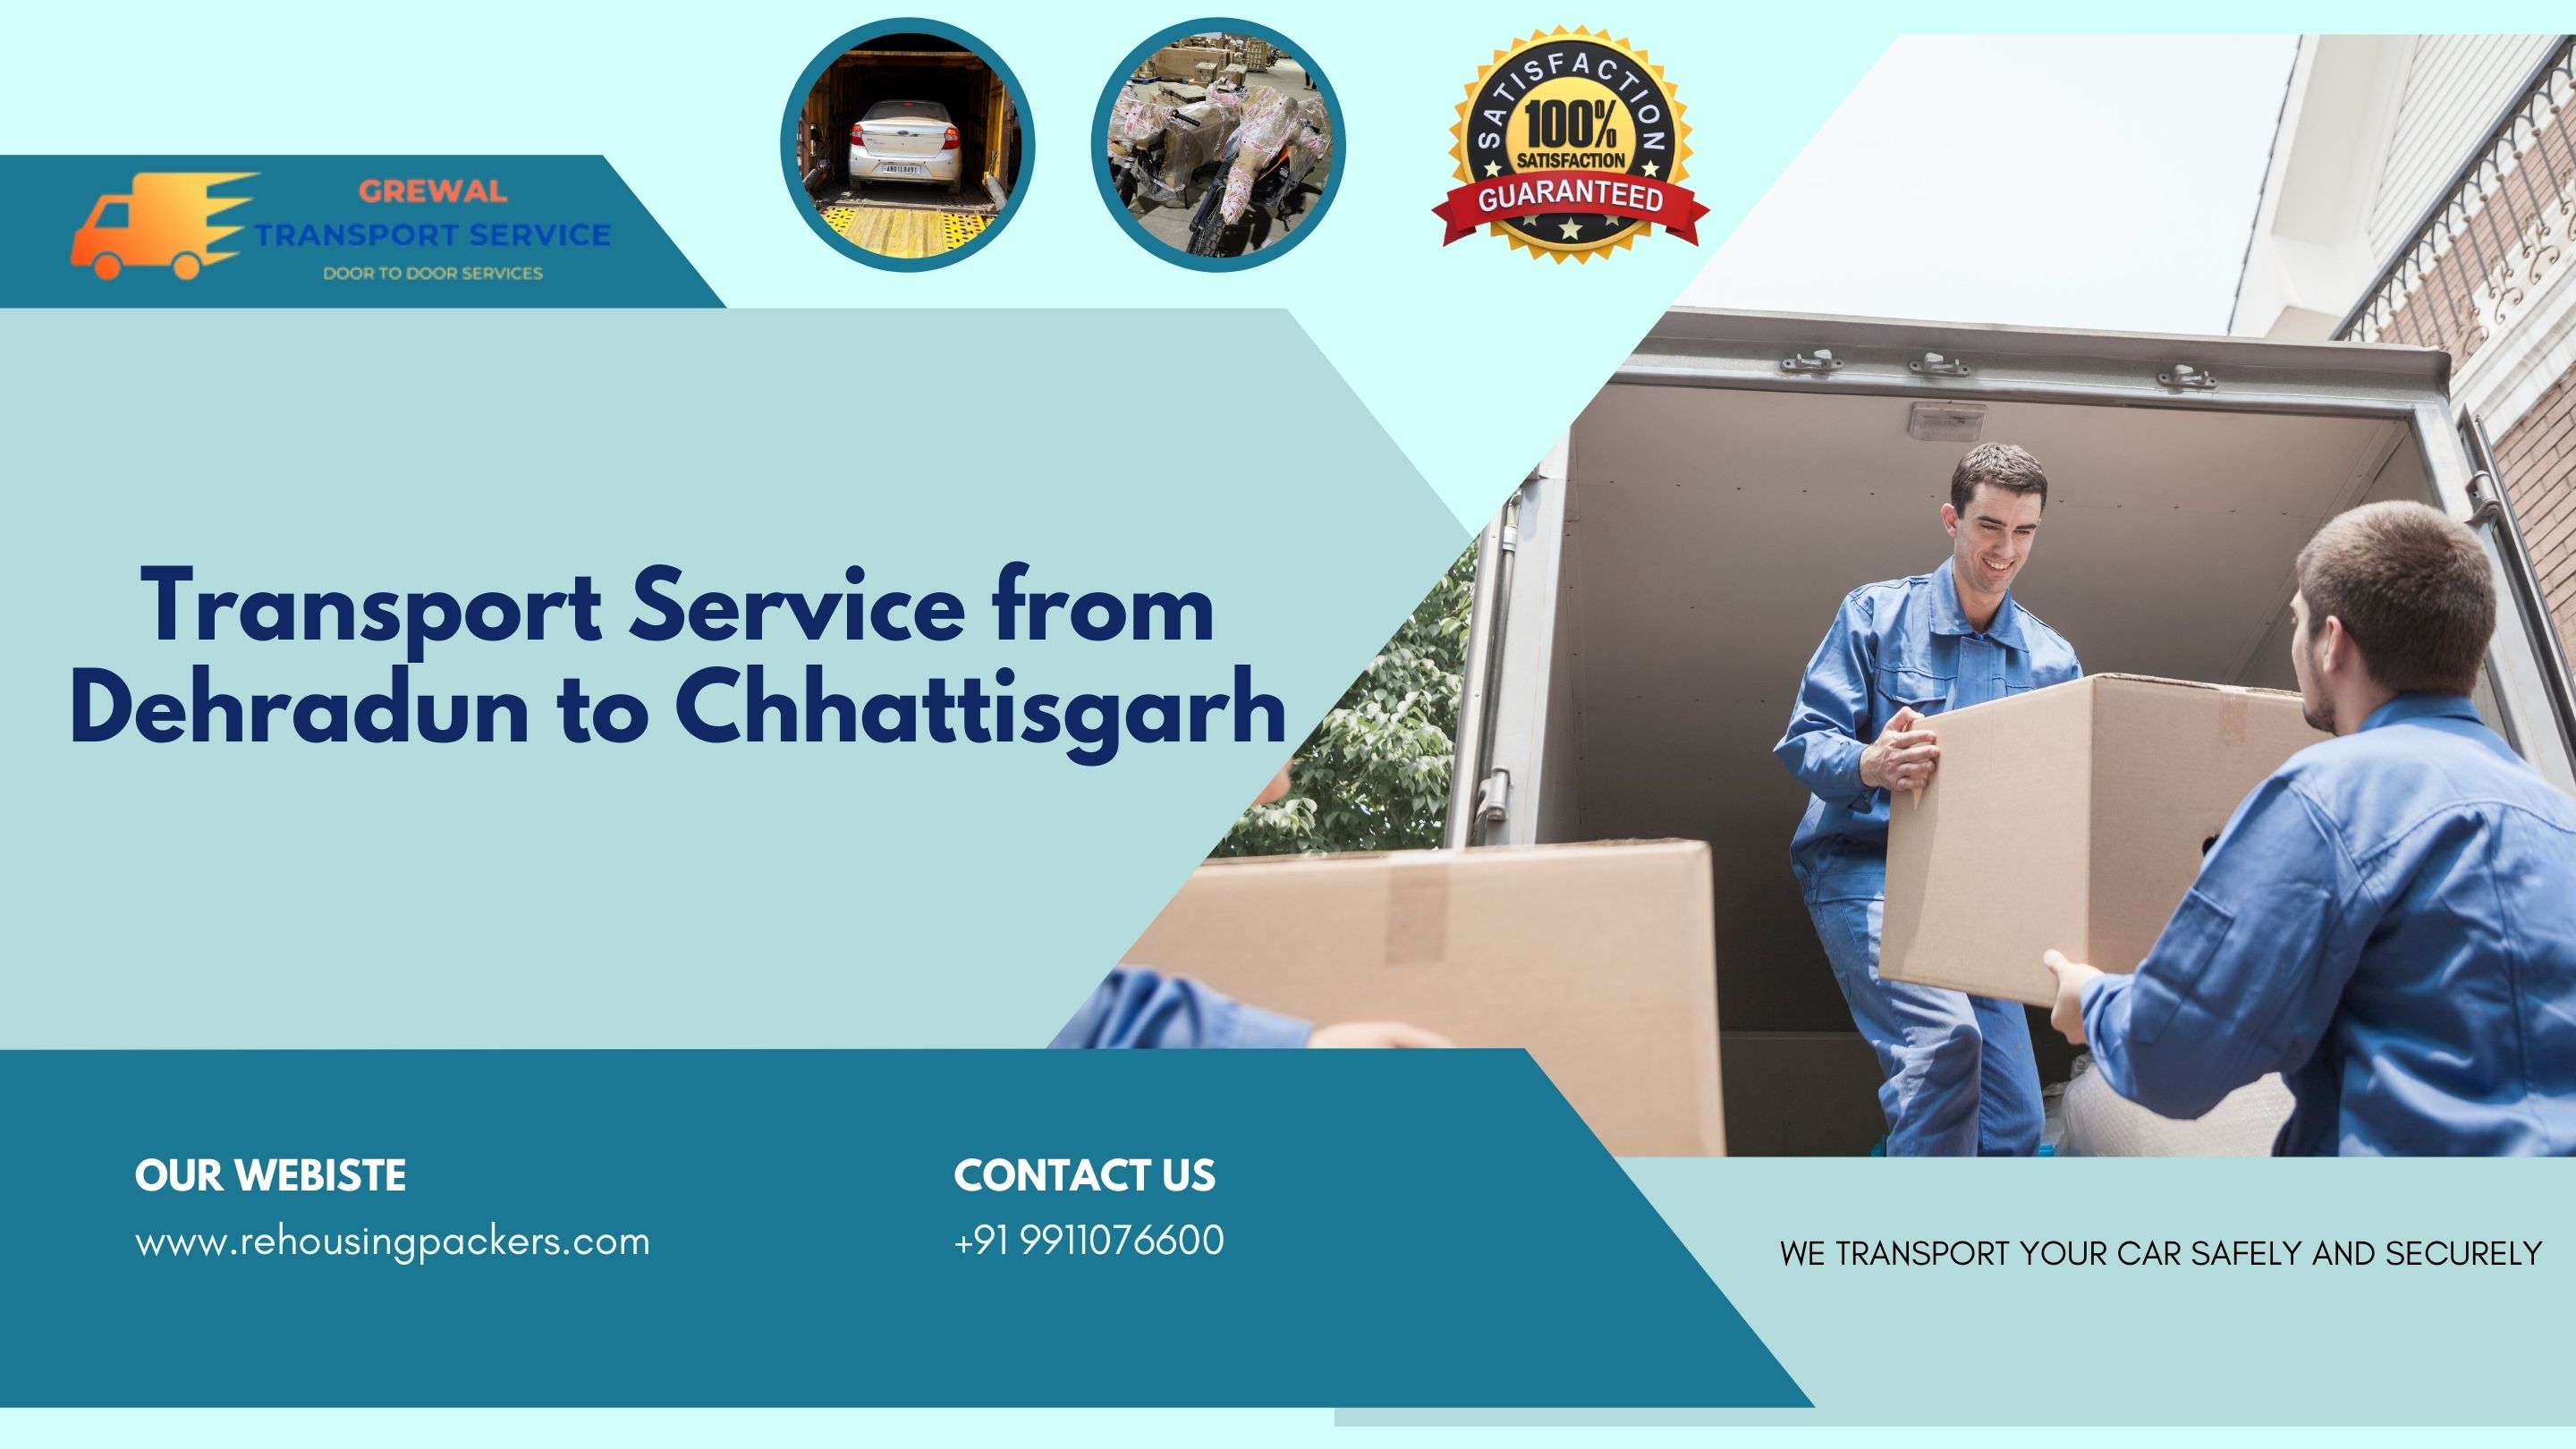 GREWAL
TRANSPORT SERVICE
DOOR TO DOOR SERVICES
SATISFACTION
100%
SATISFACTION
GUARANTEED
Transport Service from
Dehradun to Chhattisgarh
OUR WEBISTE
www.rehousingpackers.com
CONTACT US
+91 9911076600
WE TRANSPORT YOUR CAR SAFELY AND SECURELY